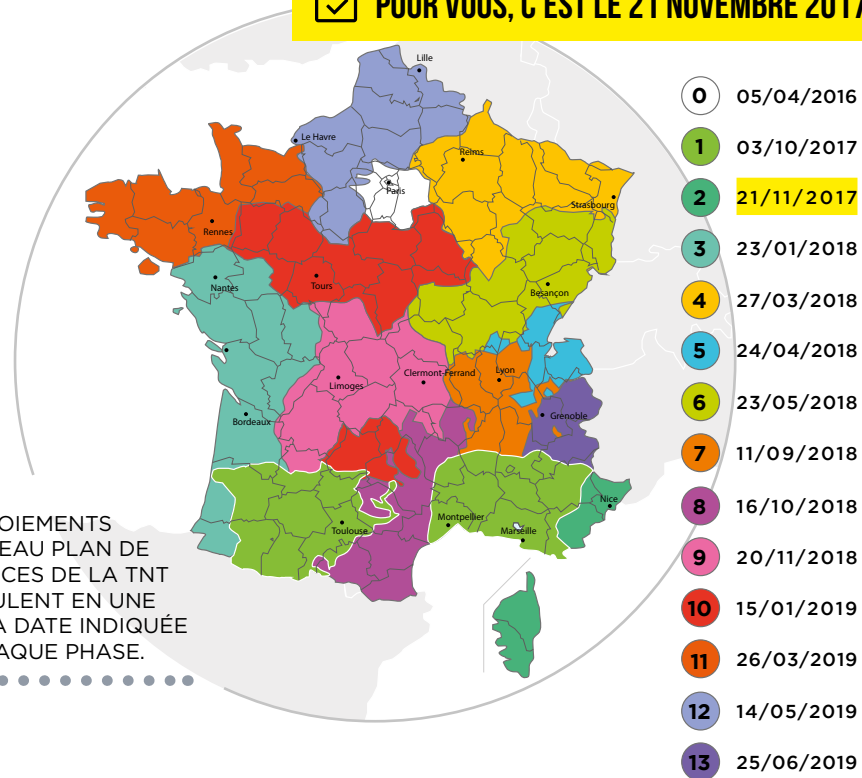 POUR VOUS, C'EST LE 21 NOVEMBRE 2017
Lille
Le Havre
Reims
Paris
Strasbourg
Rennes
Nantes
Tours
Besançon
Clermont-Ferrand
Lyon
Limoges
Grenoble
Bordeaux
Nice
Montpellier
Toulouse
Marseille
0 05/04/2016
1 03/10/2017
2 21/11/2017
3 23/01/2018
4 27/03/2018
5 24/04/2018
6 23/05/2018
7 11/09/2018
8 16/10/2018
9 20/11/2018
10 15/01/2019
11 26/03/2019
12 14/05/2019
13 25/06/2019
OIEMENTS
EAU PLAN DE
CES DE LA TNT
ULENT EN UNE
A DATE INDIQUÉE
AQUE PHASE.